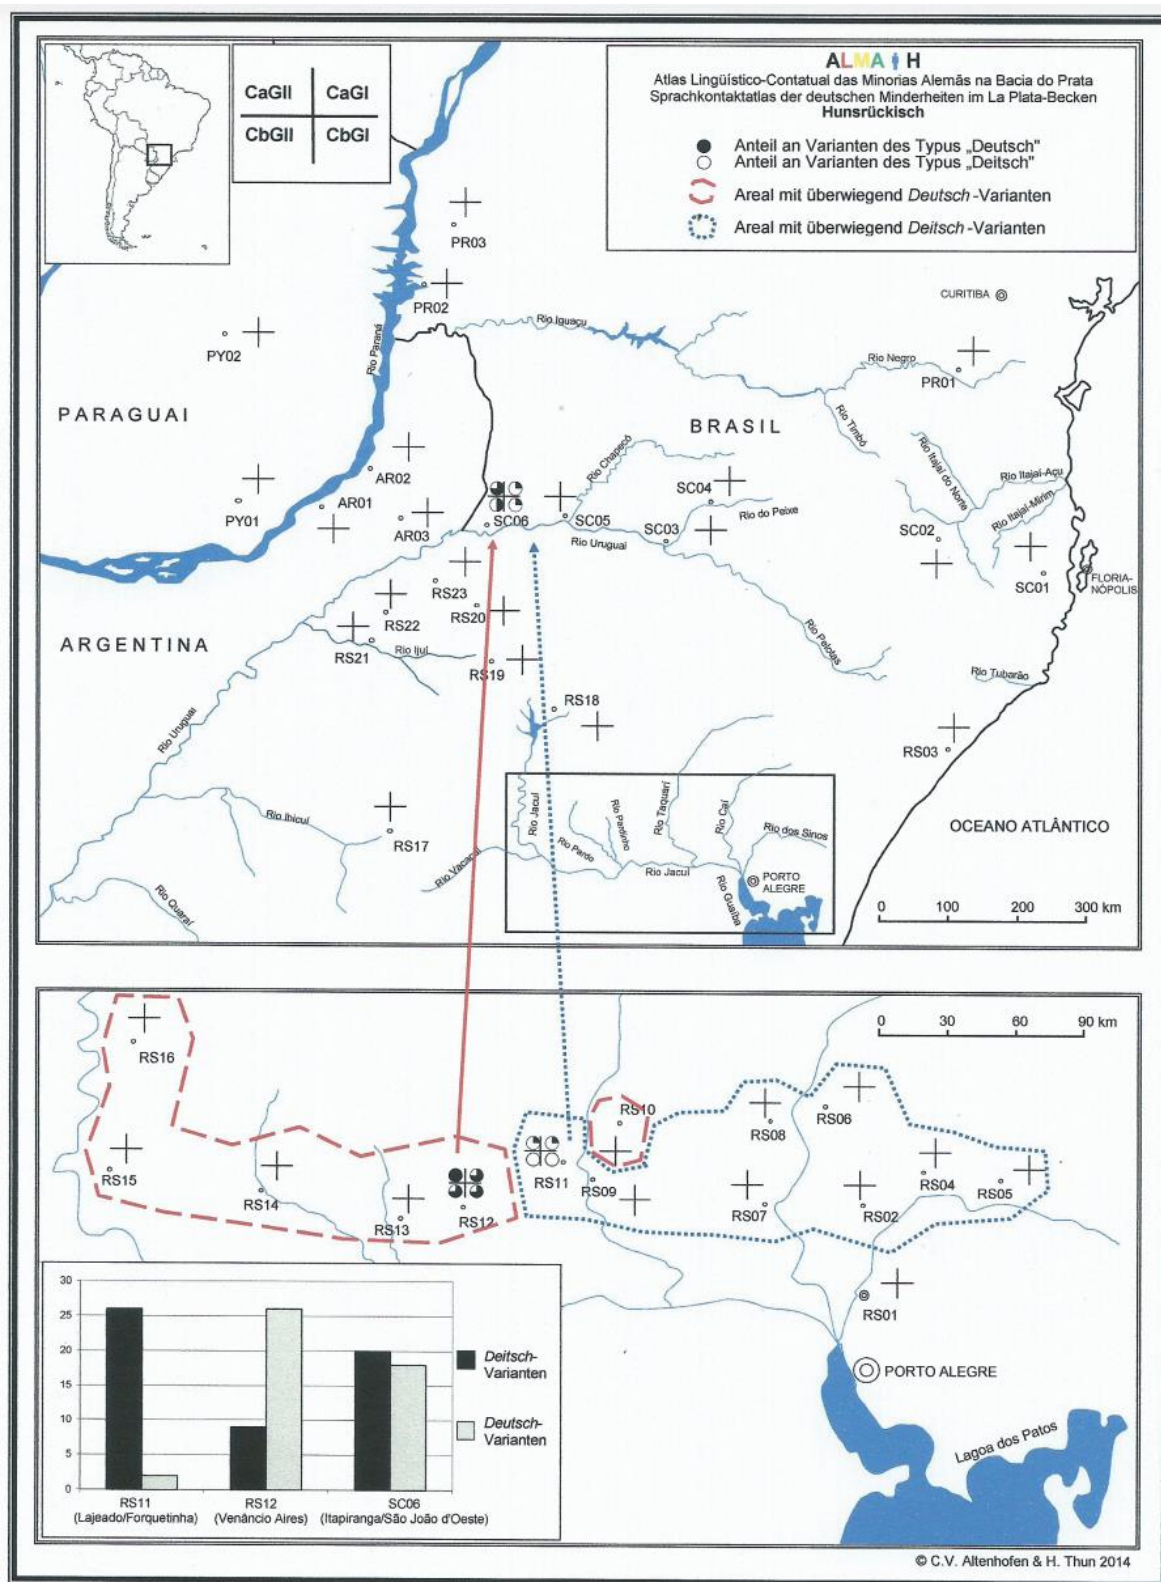 CaGII
CaGI
CbGII
CbGI
ALMA H
Atlas Lingüístico-Contatual das Minorias Alemãs na Bacia do Prata
Sprachkontaktatlas der deutschen Minderheiten im La Plata-Becken
Hunsrückisch
Anteil an Varianten des Typus „Deutsch"
Anteil an Varianten des Typus „Deitsch"
Areal mit überwiegend Deutsch-Varianten
Areal mit überwiegend Deitsch-Varianten
PR03
PR02
CURITIBA
Rio Iguaçu
PY02
Rio Paraná
Rio Negro
PR01
PARAGUAI
BRASIL
Rio Timbó
Rio Chapecó
Rio Itajaí do Norte
Rio Itajaí-Açu
AR02
SC04
Rio Itajaí-Mirim
PY01
AR01
AR03
SC06
SC05
SC03
Rio do Peixe
SC02
Rio Uruguai
SC01
FLORIA-
NÓPOLIS
RS23
RS22
RS20
ARGENTINA
RS21
Rio Ijuí
RS19
Rio Pelotas
Rio Tubarão
RS18
Rio Uruguai
RS03
Rio Ibicuí
RS17
Rio Jacuí
Rio Pardinho
Rio Taquarí
Rio Caí
Rio dos Sinos
OCEANO ATLÂNTICO
Rio Pardo
Rio Vacacaí
Rio Jacuí
PORTO
ALEGRE
Rio Guaíba
Rio Quaraí
0 100 200 300 km
0 30 60 90 km
RS16
RS10
RS06
RS08
RS15
RS14
RS13
RS12
RS11
RS09
RS07
RS02
RS04
RS05
RS01
PORTO ALEGRE
Lagoa dos Patos
30
25
20
15
10
5
0
Deitsch-
Varianten
Deutsch-
Varianten
RS11 RS12 SC06
(Lajeado/Forquetinha) (Venâncio Aires) (Itapiranga/São João d'Oeste)
© C.V. Altenhofen & H. Thun 2014